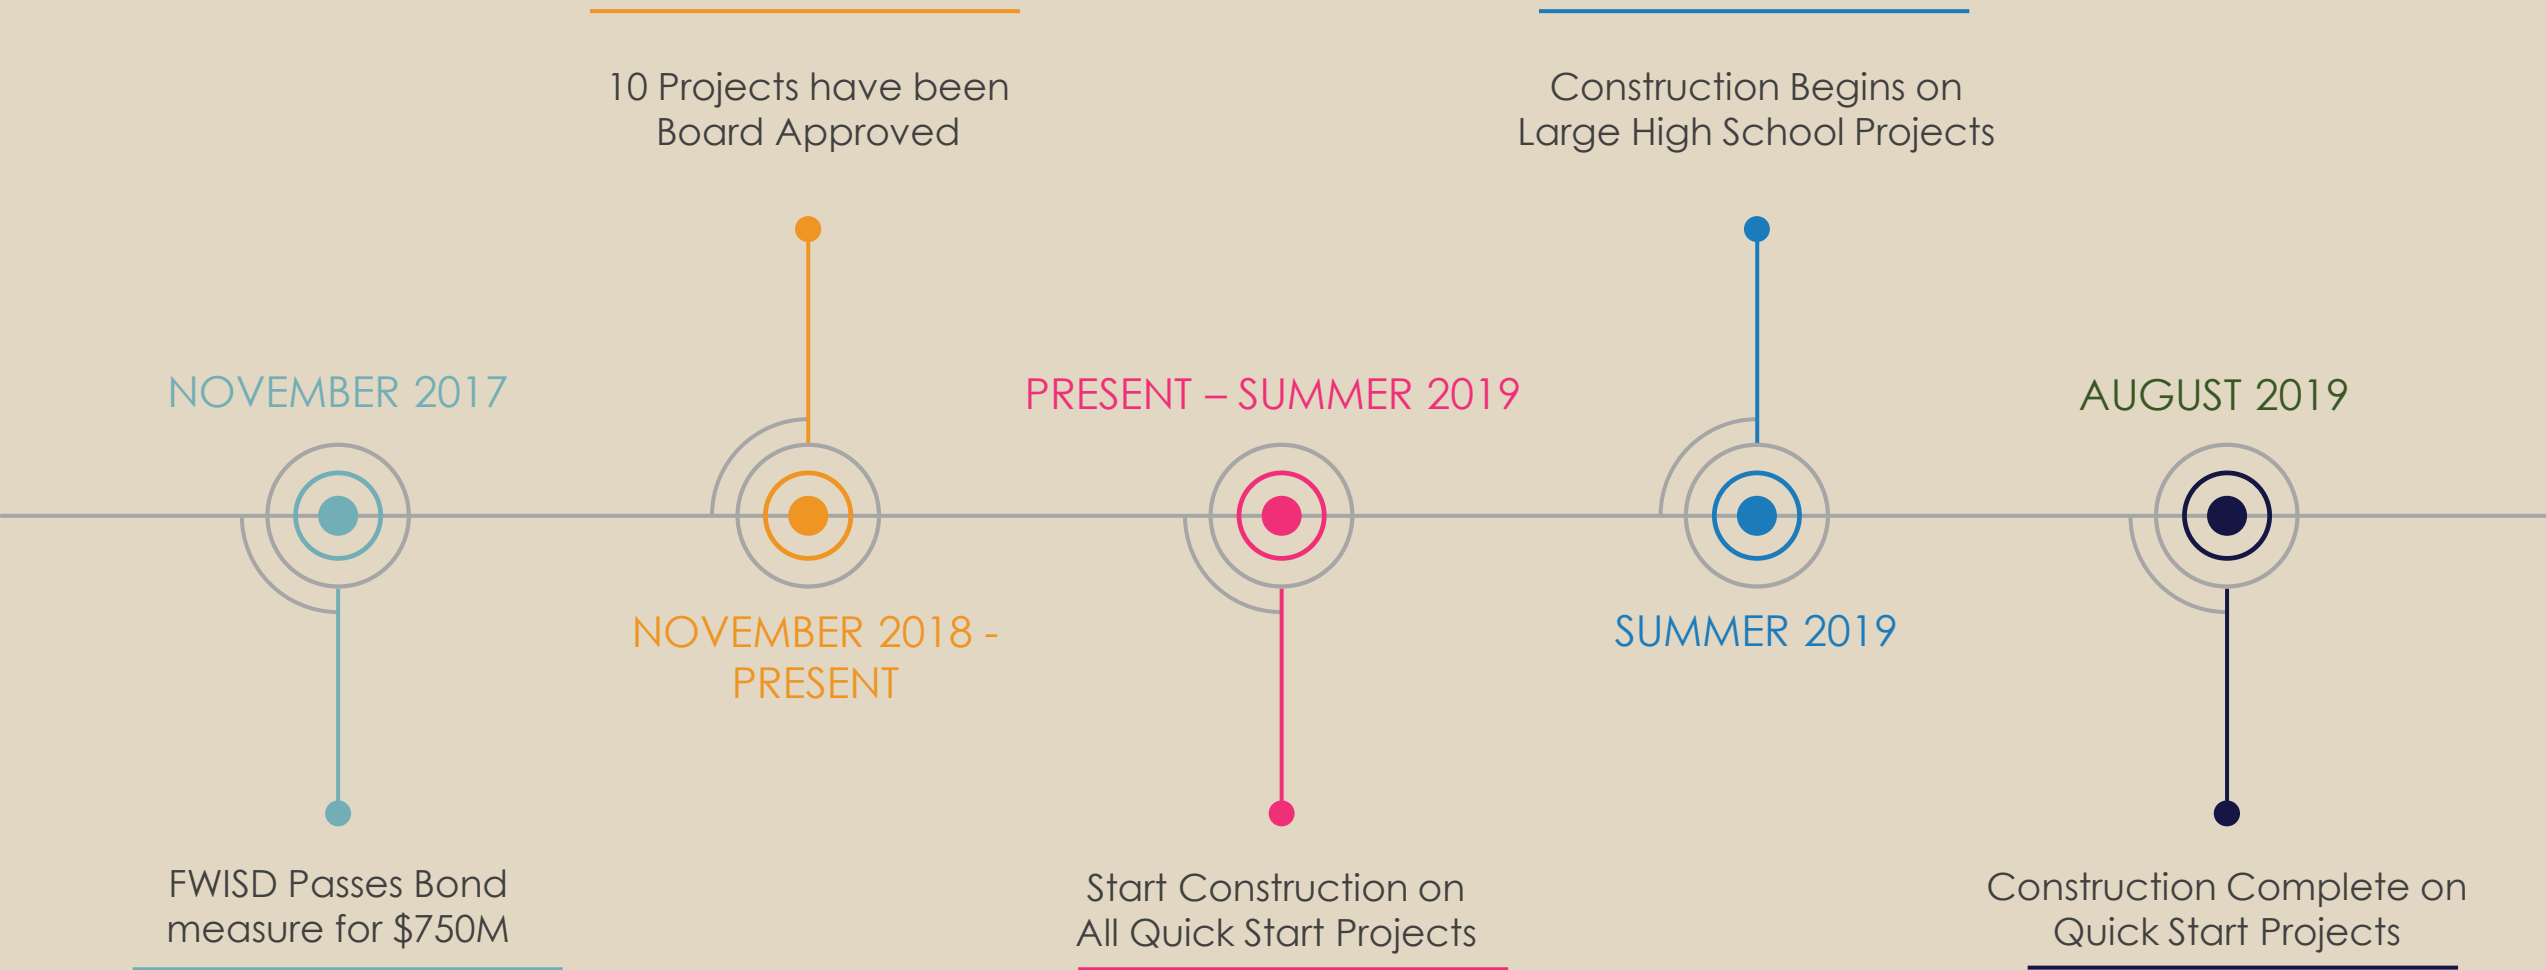 NOVEMBER 2017
FWISD Passes Bond
measure for $750M
10 Projects have been
Board Approved
NOVEMBER 2018 -
PRESENT
PRESENT – SUMMER 2019
Start Construction on
All Quick Start Projects
Construction Begins on
Large High School Projects
SUMMER 2019
AUGUST 2019
Construction Complete on
Quick Start Projects